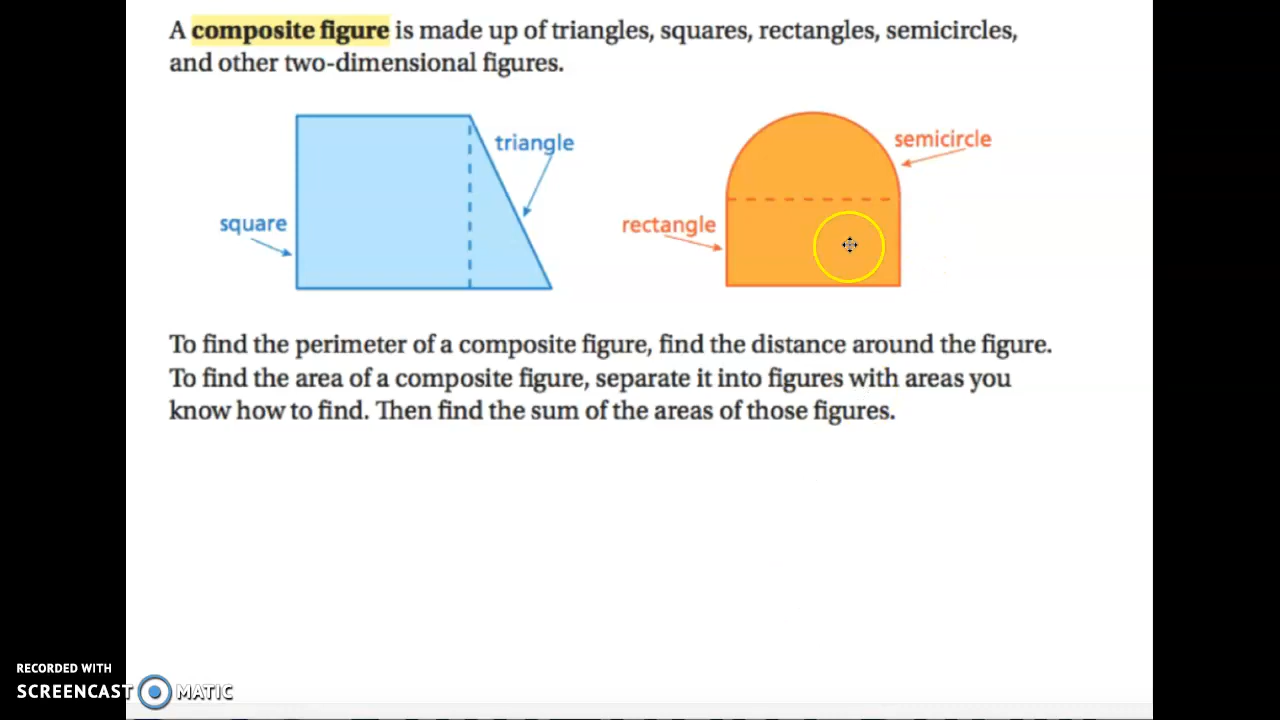 A composite figure is made up of triangles, squares, rectangles, semicircles,
and other two-dimensional figures.
triangle
square
semicircle
rectangle
To find the perimeter of a composite figure, find the distance around the figure.
To find the area of a composite figure, separate it into figures with areas you
know how to find. Then find the sum of the areas of those figures.
RECORDED WITH
SCREENCAST MATIC